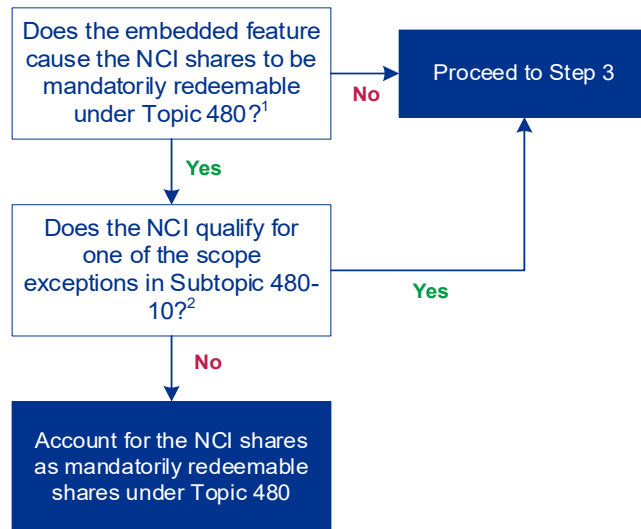 Does the embedded feature
cause the NCI shares to be
mandatorily redeemable
under Topic 480?¹
No
Proceed to Step 3
Yes
Does the NCI qualify for
one of the scope
exceptions in Subtopic 480-
10?²
Yes
No
Account for the NCI shares
as mandatorily redeemable
shares under Topic 480